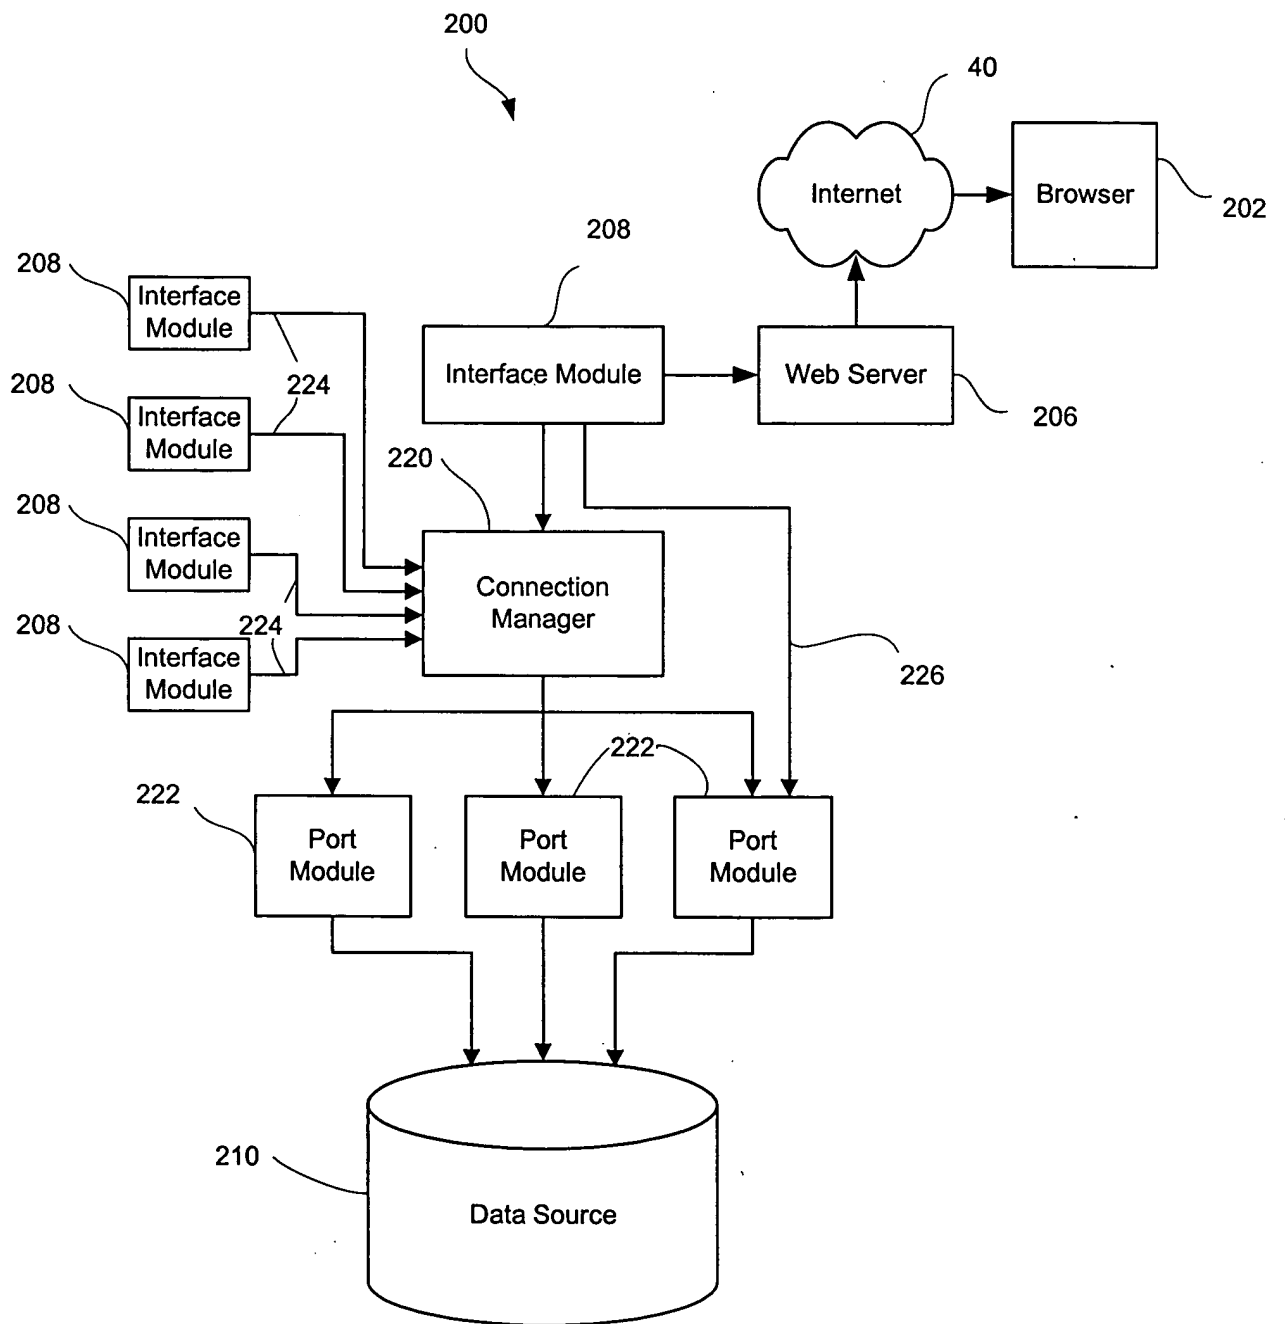 200
40
Internet
Browser
202
208
208
Interface
Module
Interface Module
Web Server
206
224
208
Interface
Module
220
208
Interface
Module
Connection
Manager
224
208
Interface
Module
226
222
222
Port
Module
Port
Module
Port
Module
210
Data Source